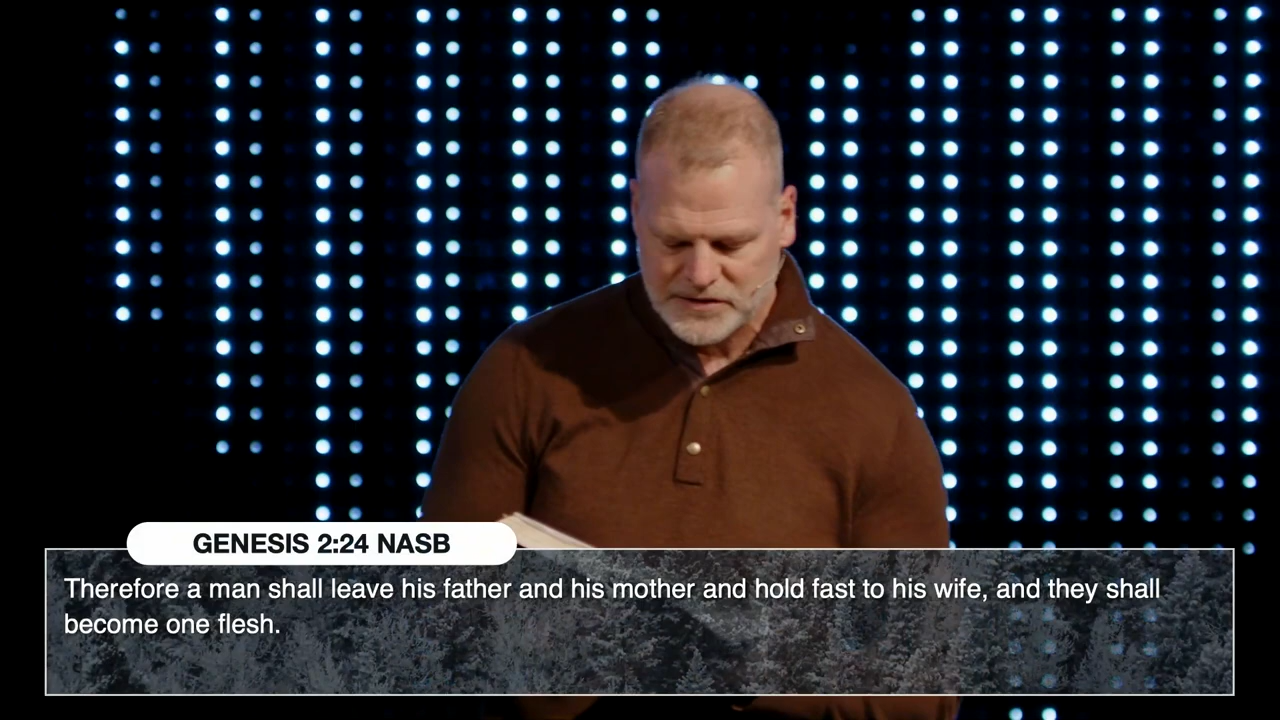 GENESIS 2:24 NASB
Therefore a man shall leave his father and his mother and hold fast to his wife, and they shall
become one flesh.